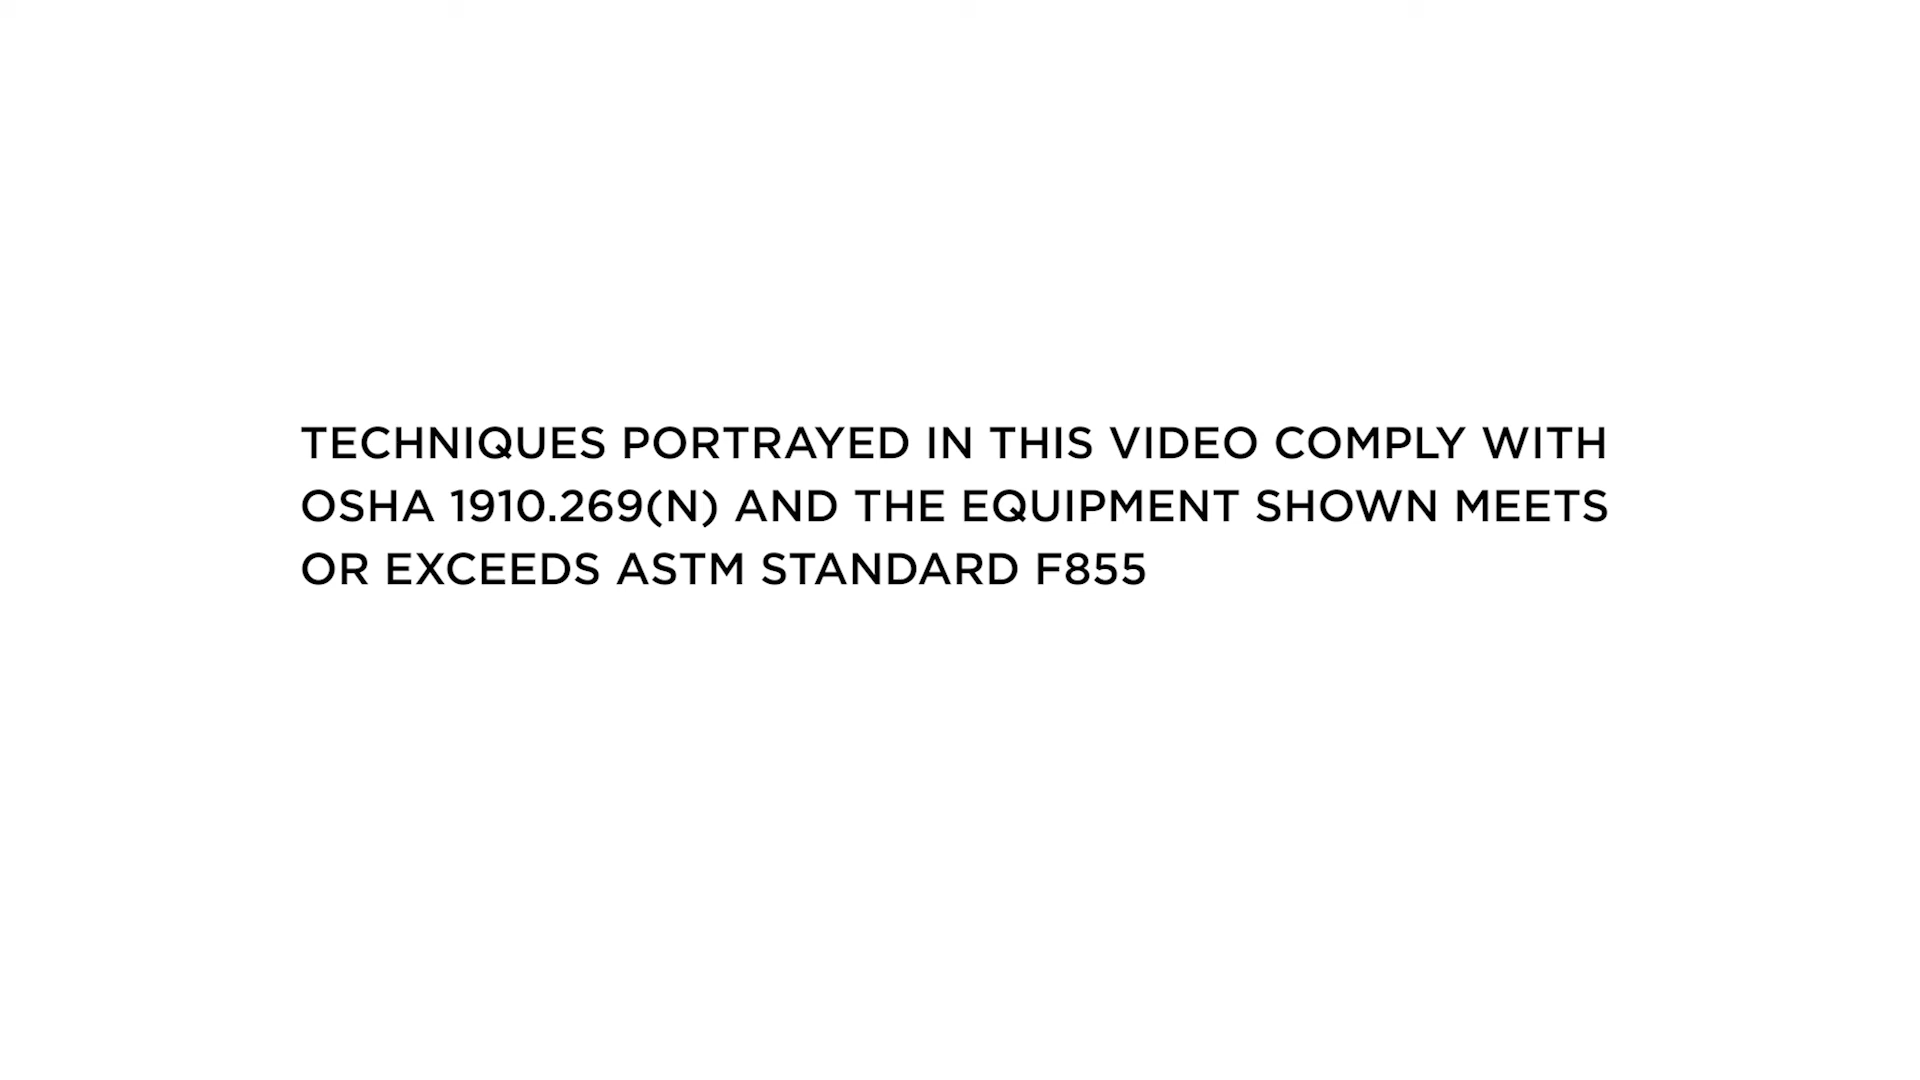 TECHNIQUES PORTRAYED IN THIS VIDEO COMPLY WITH
OSHA 1910.269(N) AND THE EQUIPMENT SHOWN MEETS
OR EXCEEDS ASTM STANDARD F855